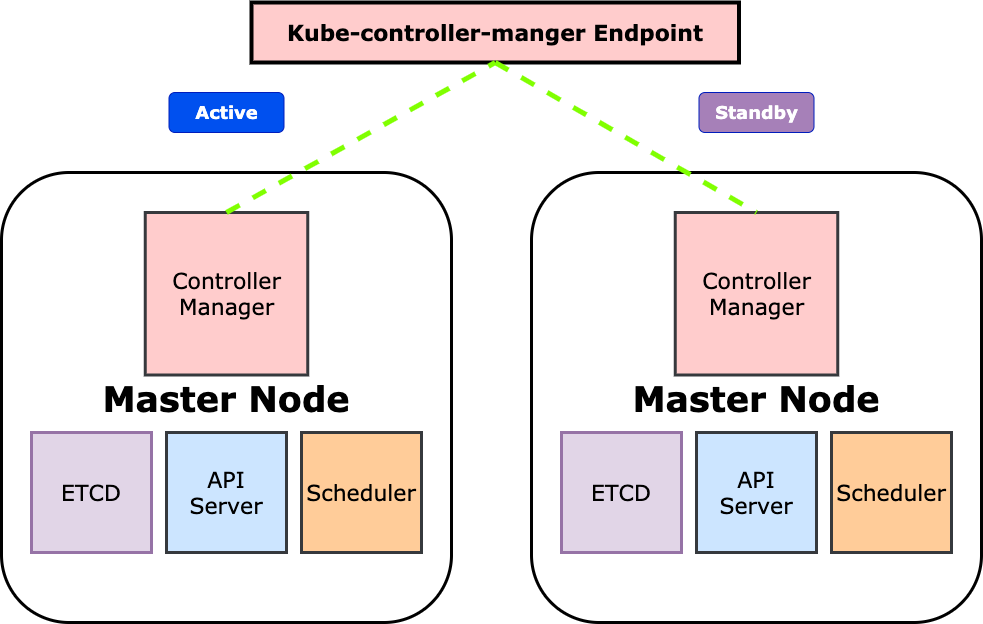 Kube-controller-manger Endpoint
Active
Standby
Controller
Manager
Master Node
ETCD
API
Server
Scheduler
Controller
Manager
Master Node
ETCD
API
Server
Scheduler